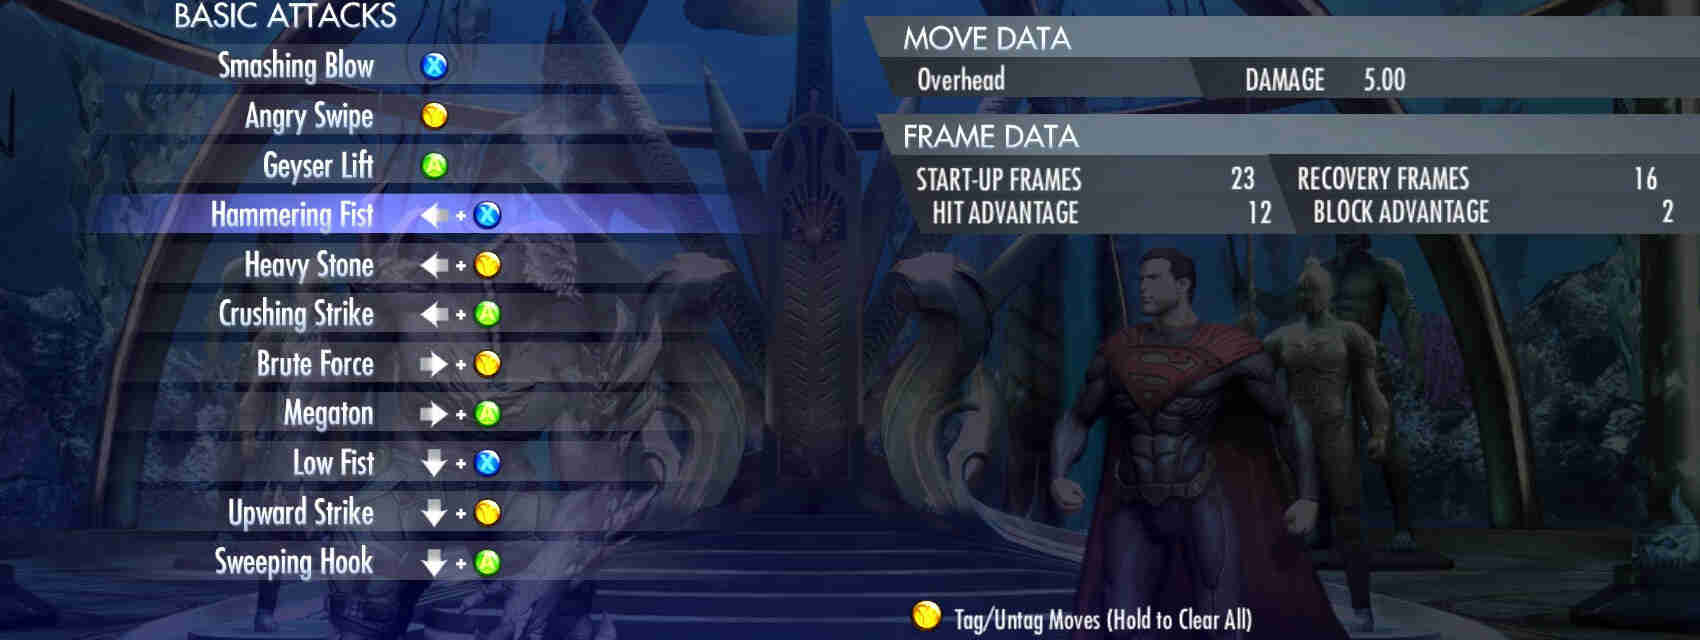 BASIC ATTACKS
Smashing Blow X
Angry Swipe Y
Geyser Lift A
Hammering Fist + X
Heavy Stone + Y
Crushing Strike + A
Brute Force + Y
Megaton + A
Low Fist + X
Upward Strike + Y
Sweeping Hook + A
MOVE DATA
Overhead DAMAGE 5.00
FRAME DATA
START-UP FRAMES 23 RECOVERY FRAMES 16
HIT ADVANTAGE 12 BLOCK ADVANTAGE 2
Y Tag/Untag Moves (Hold to Clear All)